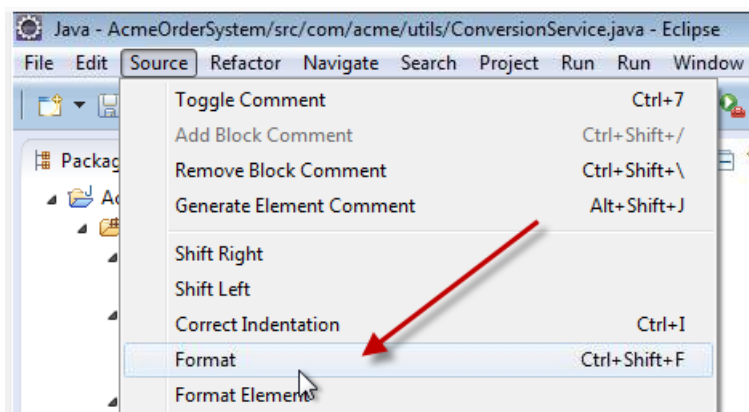 Java - AcmeOrderSystem/src/com/acme/utils/ConversionService.java - Eclipse
File Edit Source Refactor Navigate Search Project Run Run Window
Toggle Comment Ctrl+7
Add Block Comment Ctrl+Shift+/
Packag Remove Block Comment Ctrl+Shift+\
Ac Generate Element Comment Alt+Shift+J
Shift Right
Shift Left
Correct Indentation Ctrl+I
Format Ctrl+Shift+F
Format Element